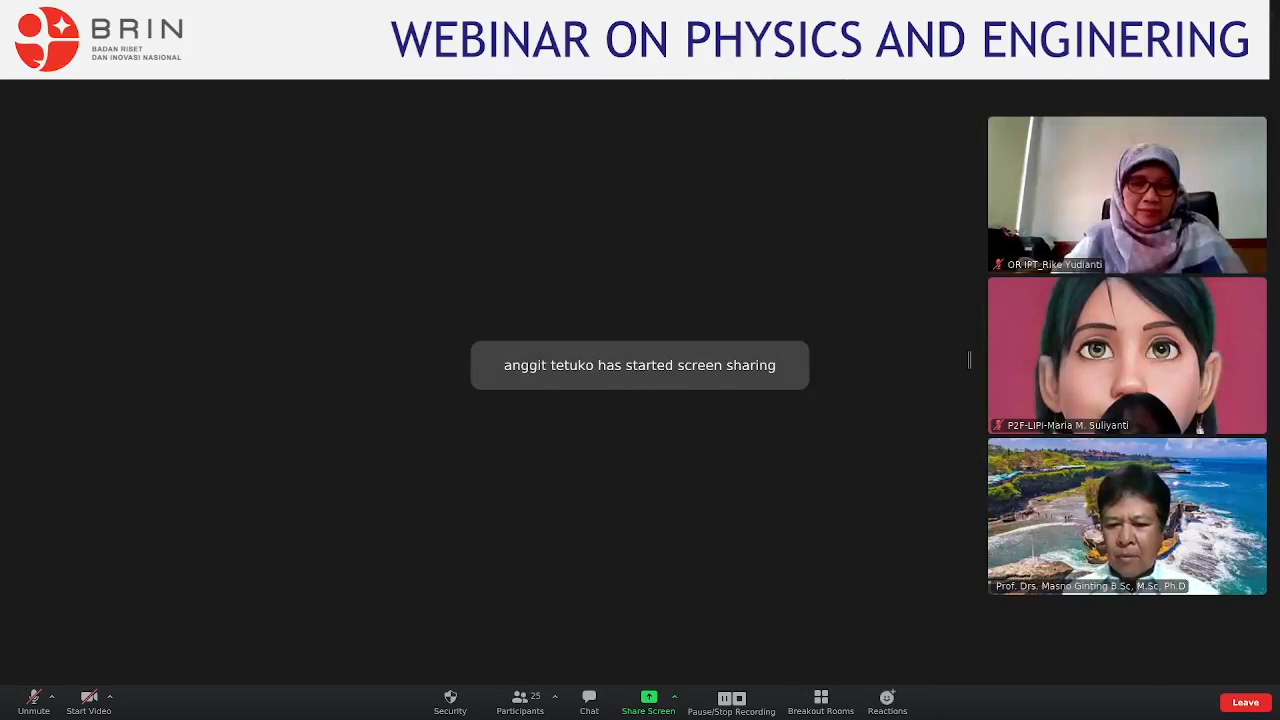 BRIN
BADAN RISET
DAN INOVASI NASIONAL
WEBINAR ON PHYSICS AND ENGINERING
OR IPT_Rike Yudianti
anggit tetuko has started screen sharing
P2F-LIPI-Maria M. Suliyanti
Prof. Drs. Masno Ginting B.Sc, M.Sc, Ph.D
Unmute
Start Video
Security
25
Participants
Chat
Share Screen
Pause/Stop Recording
Breakout Rooms
Reactions
Leave